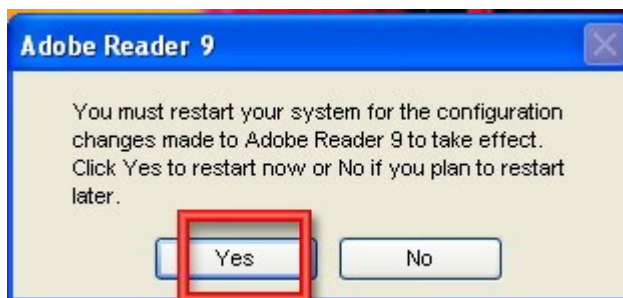 Adobe Reader 9
You must restart your system for the configuration
changes made to Adobe Reader 9 to take effect.
Click Yes to restart now or No if you plan to restart
later.
Yes
No